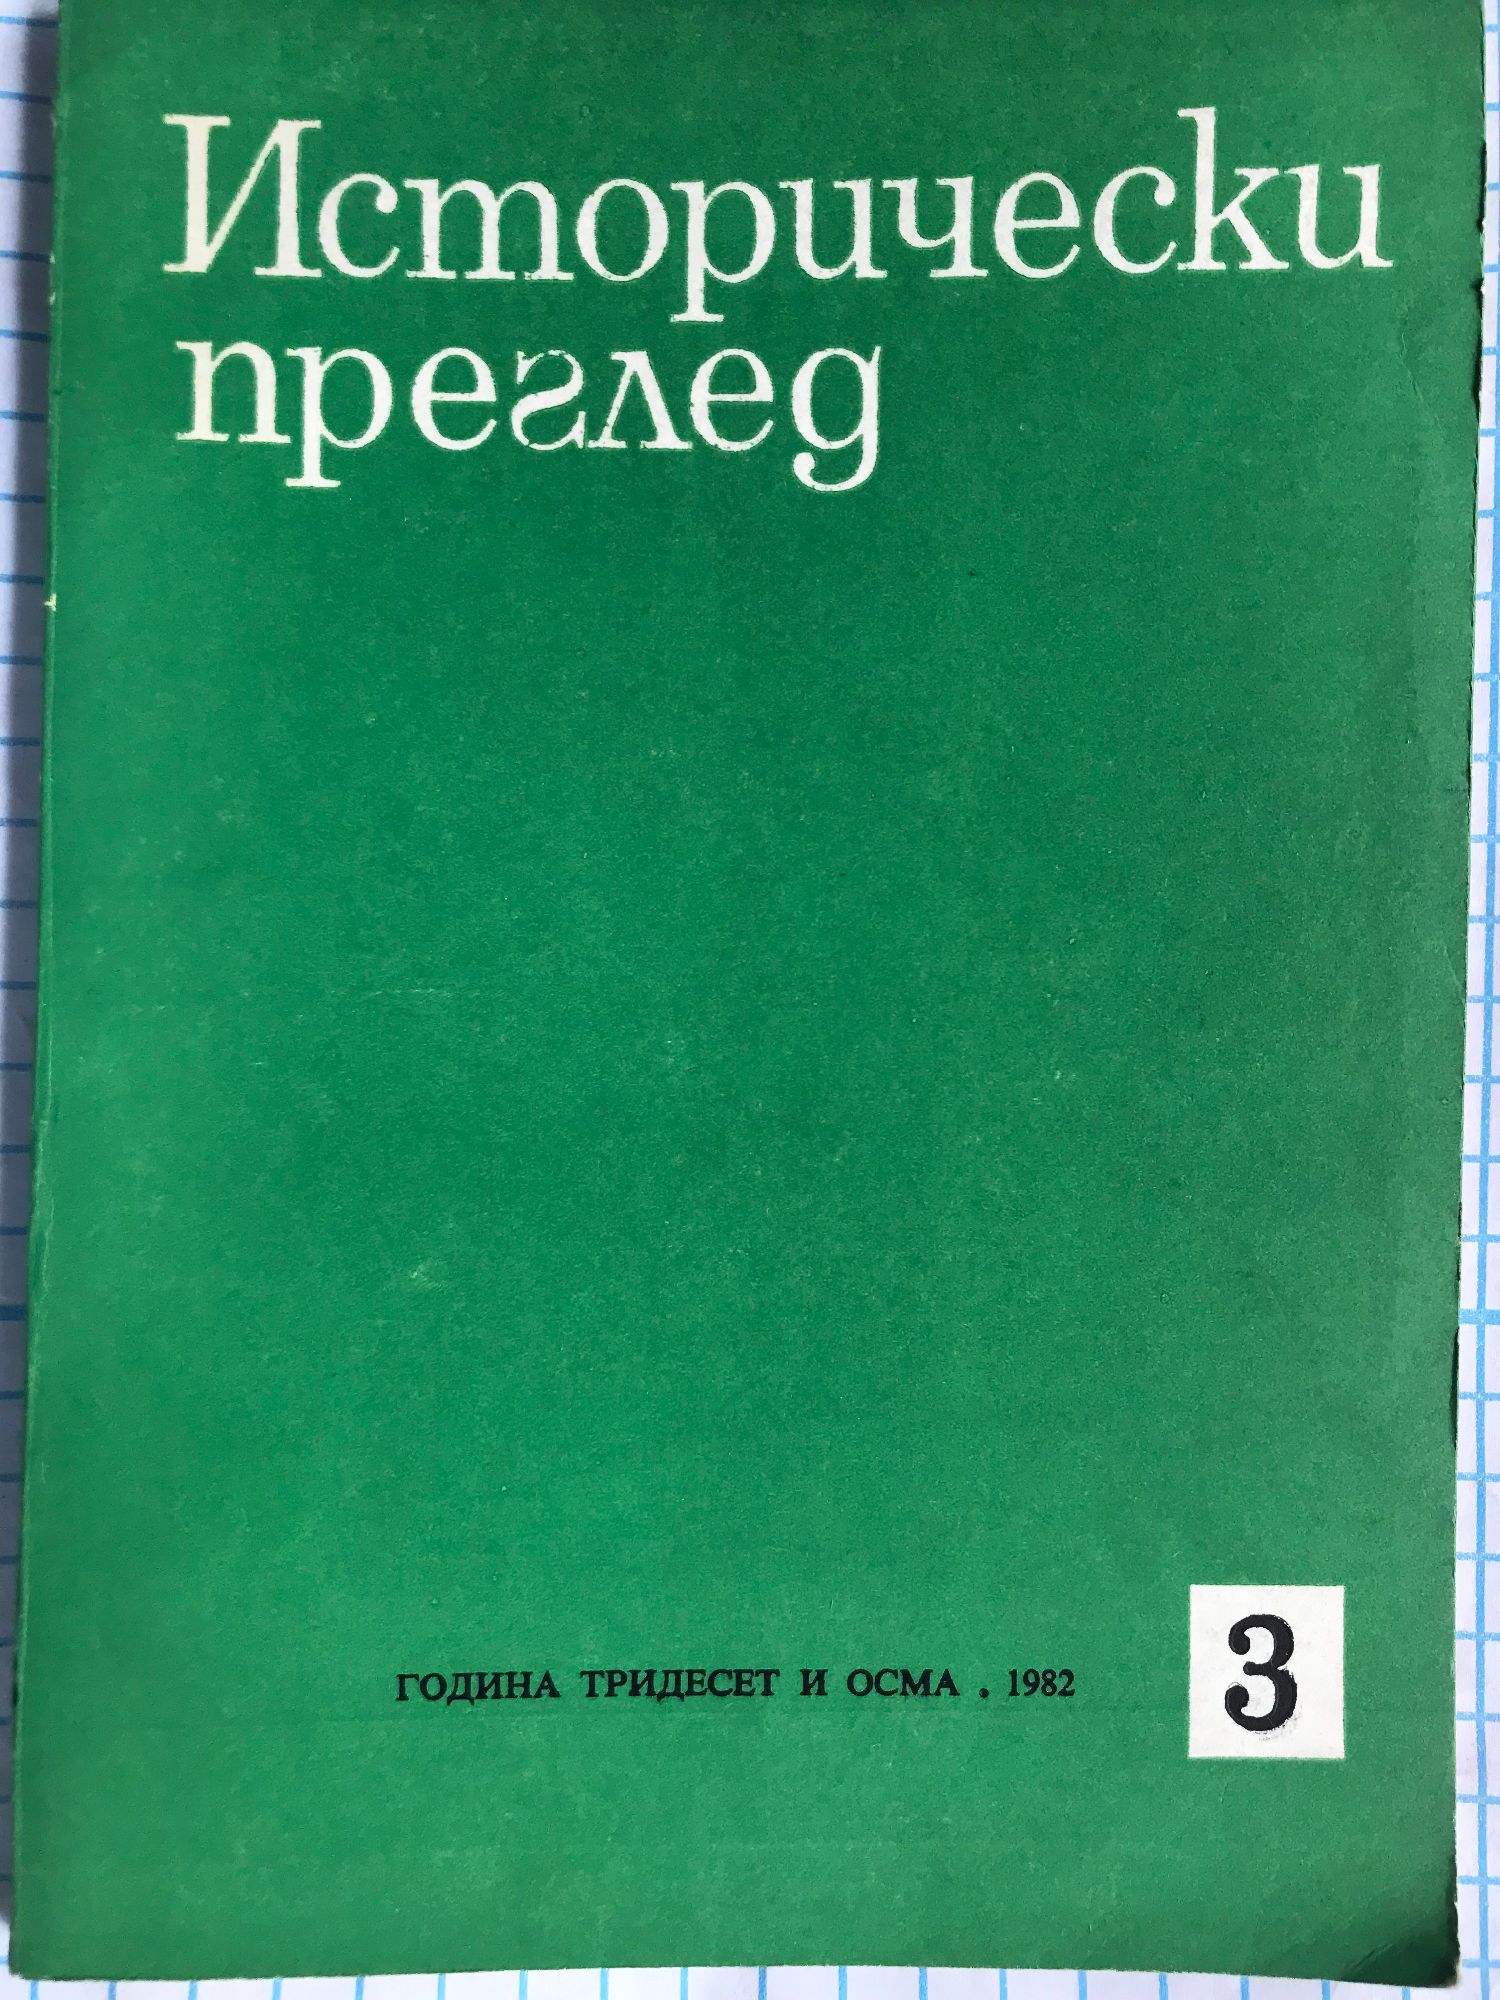 Исторически
преглед
ГОДИНА ТРИДЕСЕТ И ОСМА . 1982
3